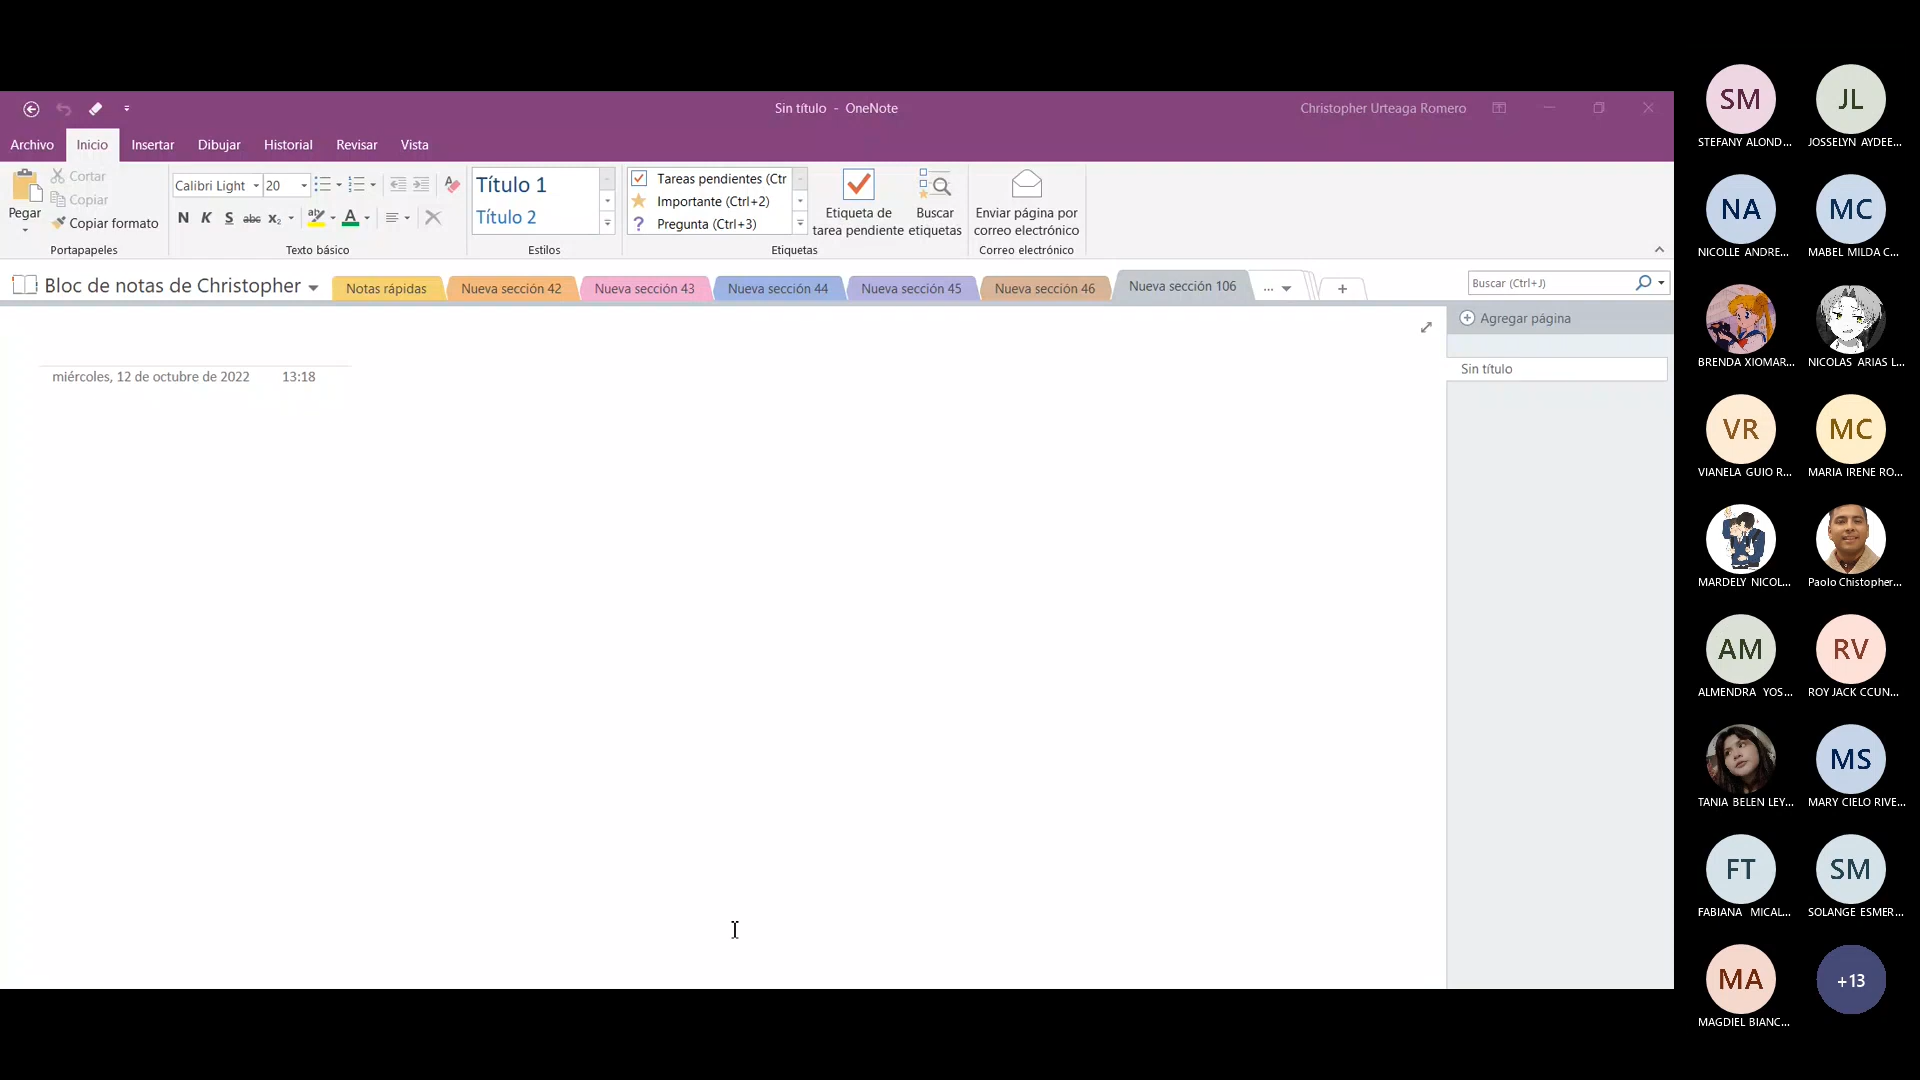 Sin título - OneNote
Christopher Urteaga Romero
Archivo Inicio Insertar Dibujar Historial Revisar Vista
Pegar
Cortar
Copiar
Copiar formato
Portapapeles
Calibri Light 20
N K S abc x₂ aby A
Texto básico
Título 1
Título 2
Estilos
Tareas pendientes (Ctr
Importante (Ctrl+2)
? Pregunta (Ctrl+3)
Etiqueta de
tarea pendiente
Buscar
etiquetas
Etiquetas
Enviar página por
correo electrónico
Correo electrónico
Bloc de notas de Christopher
Notas rápidas
Nueva sección 42
Nueva sección 43
Nueva sección 44
Nueva sección 45
Nueva sección 46
Nueva sección 106
...
+
Buscar (Ctrl+J)
Agregar página
Sin título
miércoles, 12 de octubre de 2022 13:18
SM JL
STEFANY ALOND... JOSSELYN AYDEE...
NA MC
NICOLLE ANDRE... MABEL MILDA C...
BRENDA XIOMAR... NICOLAS ARIAS L...
VR MC
VIANELA GUIO R... MARIA IRENE RO...
MARDELY NICOL... Paolo Chistopher...
AM RV
ALMENDRA YOS... ROY JACK CCUN...
MS
TANIA BELEN LEY... MARY CIELO RIVE...
FT SM
FABIANA MICAL... SOLANGE ESMER...
MA +13
MAGDIEL BIANC...